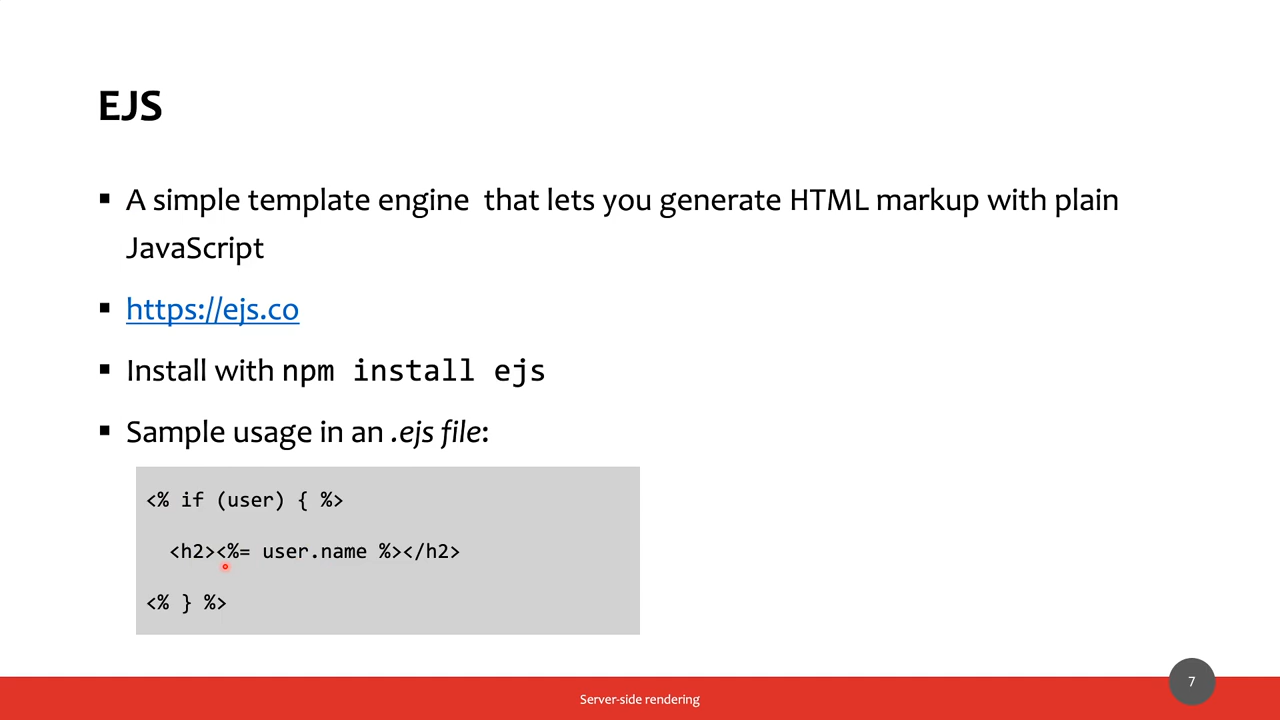 EJS
▪ A simple template engine  that lets you generate HTML markup with plain
JavaScript
▪ https://ejs.co
▪ Install with npm install ejs
▪ Sample usage in an .ejs file:
<% if (user) { %>
  <h2><%= user.name %></h2>
<% } %>
Server-side rendering
7